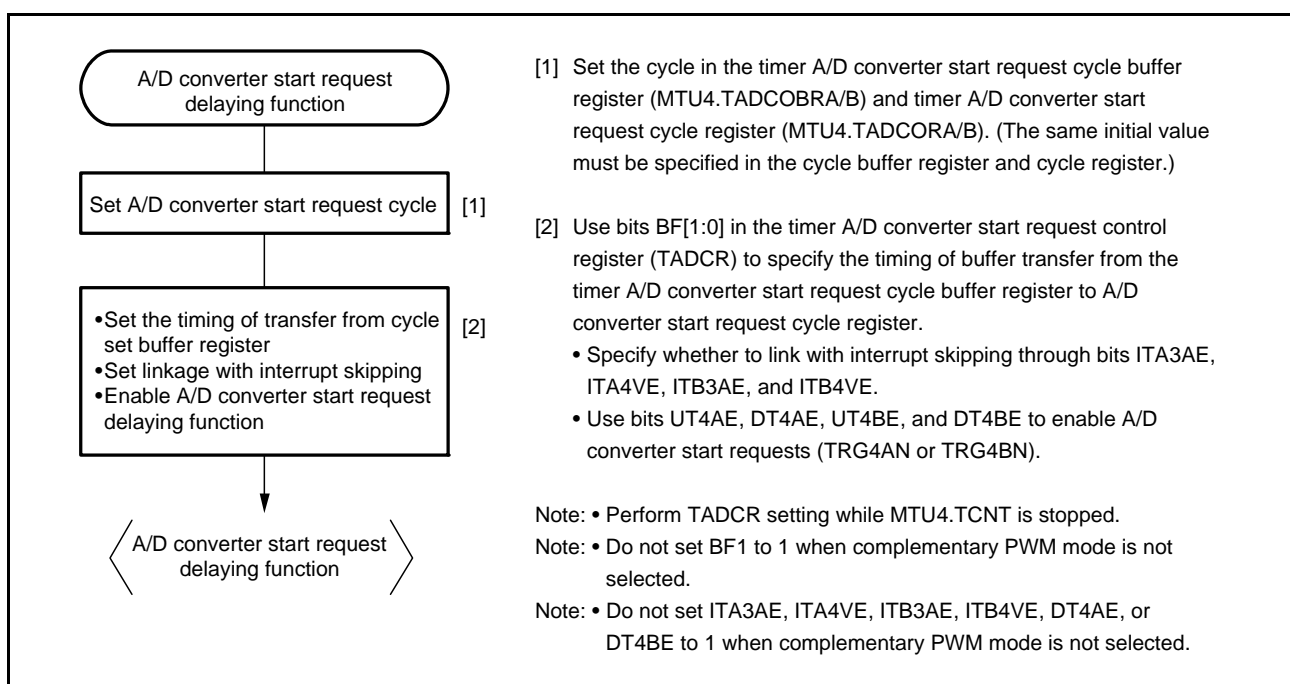 A/D converter start request
delaying function
Set A/D converter start request cycle
[1]
•Set the timing of transfer from cycle
set buffer register
•Set linkage with interrupt skipping
•Enable A/D converter start request
delaying function
[2]
A/D converter start request
delaying function
[1] Set the cycle in the timer A/D converter start request cycle buffer
register (MTU4.TADCOBRA/B) and timer A/D converter start
request cycle register (MTU4.TADCORA/B). (The same initial value
must be specified in the cycle buffer register and cycle register.)
[2] Use bits BF[1:0] in the timer A/D converter start request control
register (TADCR) to specify the timing of buffer transfer from the
timer A/D converter start request cycle buffer register to A/D
converter start request cycle register.
• Specify whether to link with interrupt skipping through bits ITA3AE,
ITA4VE, ITB3AE, and ITB4VE.
• Use bits UT4AE, DT4AE, UT4BE, and DT4BE to enable A/D
converter start requests (TRG4AN or TRG4BN).
Note: • Perform TADCR setting while MTU4.TCNT is stopped.
Note: • Do not set BF1 to 1 when complementary PWM mode is not
selected.
Note: • Do not set ITA3AE, ITA4VE, ITB3AE, ITB4VE, DT4AE, or
DT4BE to 1 when complementary PWM mode is not selected.